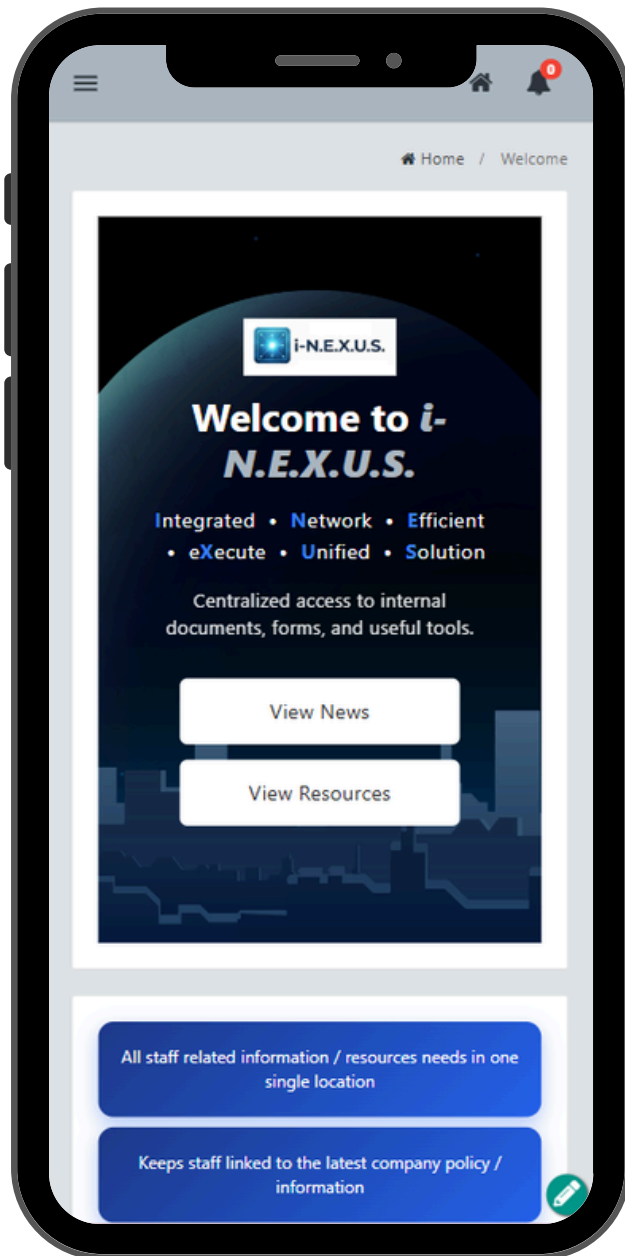 0
Home / Welcome
i-N.E.X.U.S.
Welcome to i-
N.E.X.U.S.
Integrated • Network • Efficient
• eXecute • Unified • Solution
Centralized access to internal
documents, forms, and useful tools.
View News
View Resources
All staff related information / resources needs in one
single location
Keeps staff linked to the latest company policy /
information